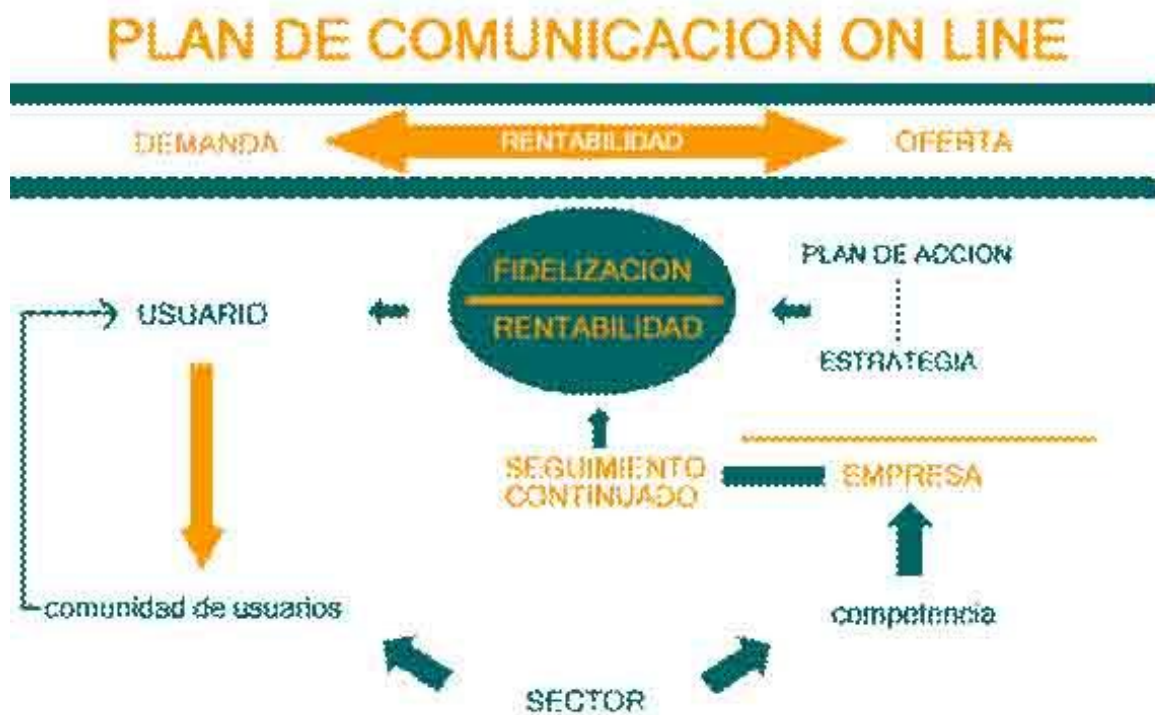 PLAN DE COMUNICACION ON LINE
DEMANDA
RENTABILIDAD
OFERTA
FIDELIZACION
RENTABILIDAD
PLAN DE ACCION
USUARIO
ESTRATEGIA
SEGUIMIENTO
CONTINUADO
EMPRESA
comunidad de usuarios
competencia
SECTOR